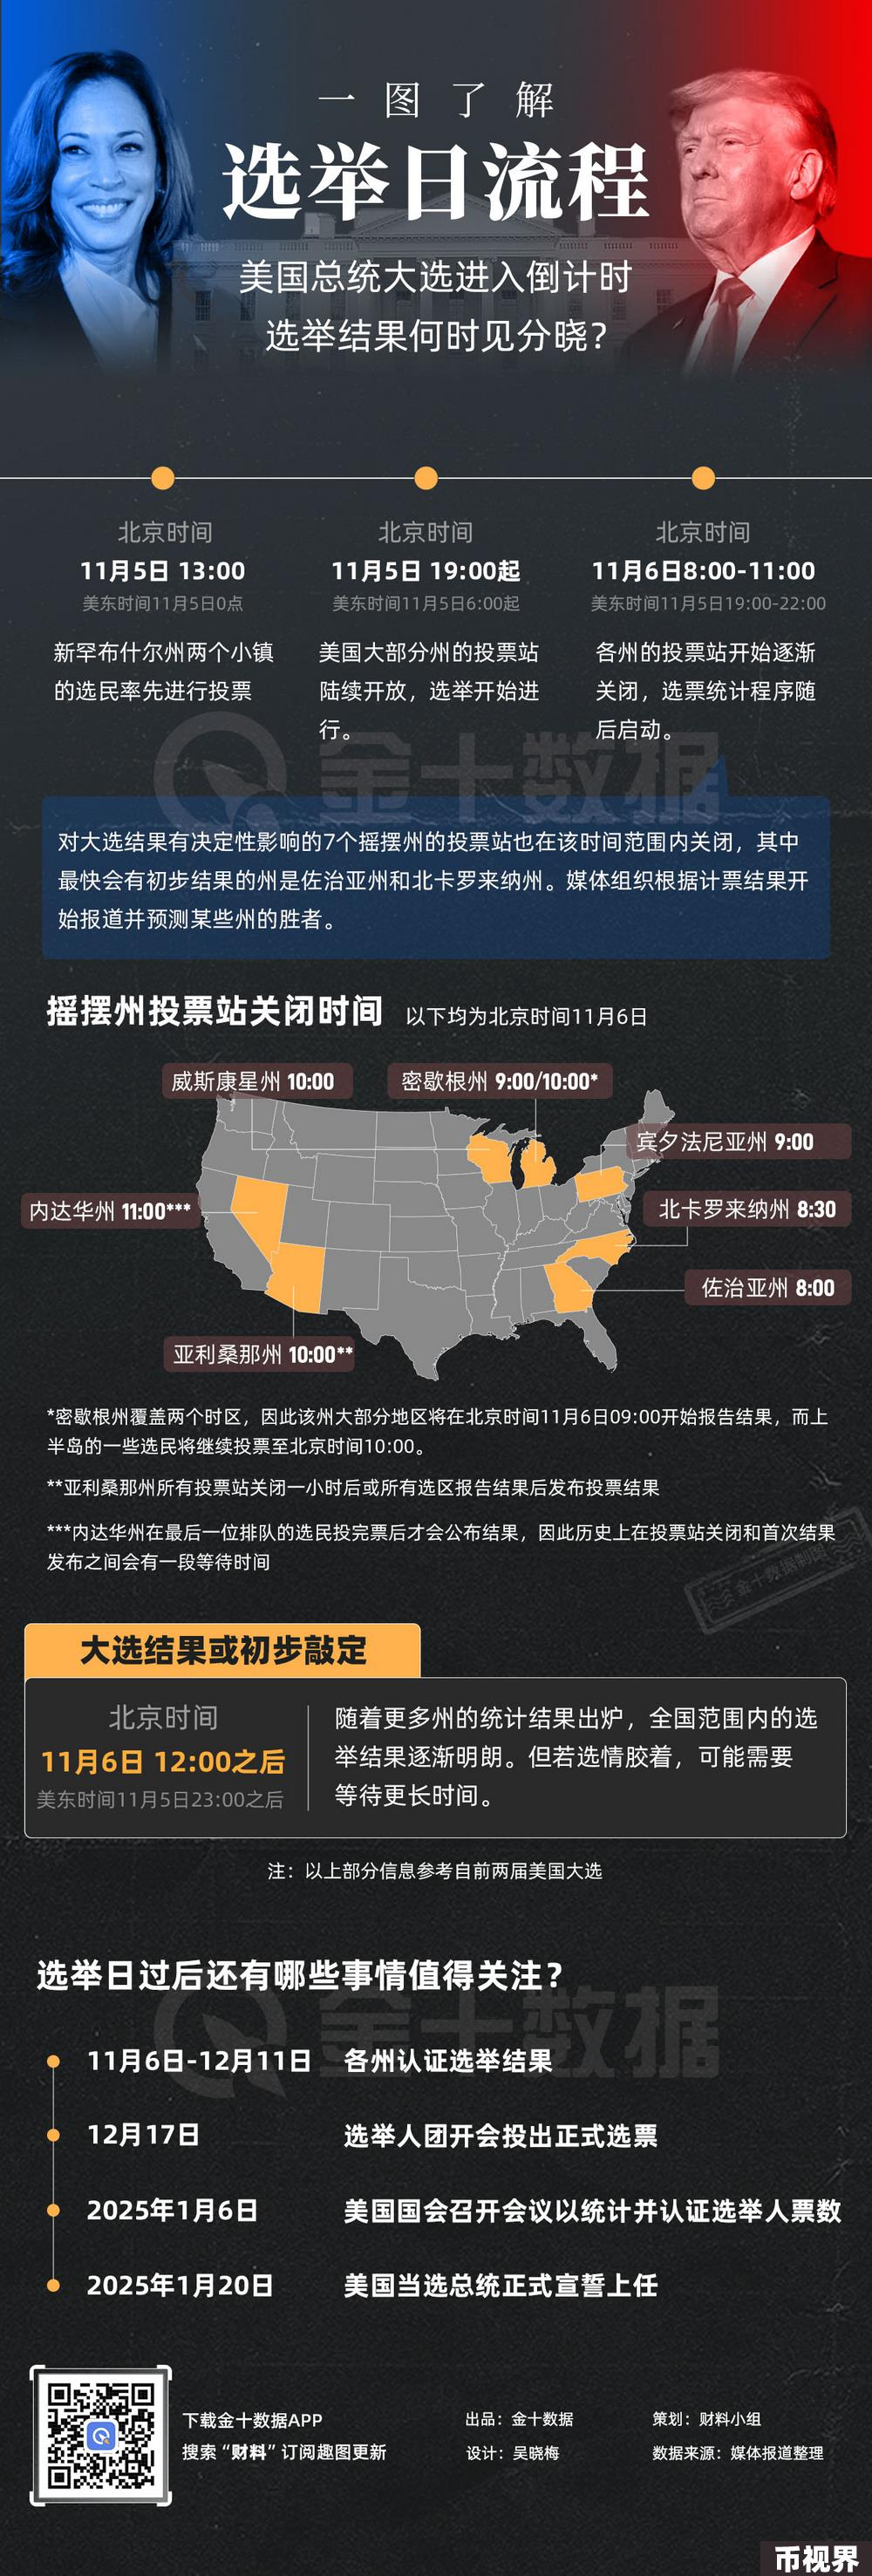 一图了解
选举日流程
美国总统大选进入倒计时
选举结果何时见分晓？
北京时间
11月5日 13:00
美东时间11月5日0点
新罕布什尔州两个小镇
的选民率先进行投票
北京时间
11月5日 19:00起
美东时间11月5日6:00起
美国大部分州的投票站
陆续开放，选举开始进
行。
北京时间
11月6日8:00-11:00
美东时间11月5日19:00-22:00
各州的投票站开始逐渐
关闭，选票统计程序随
后启动。
金十数据
对大选结果有决定性影响的7个摇摆州的投票站也在该时间范围内关闭，其中
最快会有初步结果的州是佐治亚州和北卡罗来纳州。媒体组织根据计票结果开
始报道并预测某些州的胜者。
摇摆州投票站关闭时间 以下均为北京时间11月6日
威斯康星州 10:00
密歇根州 9:00/10:00*
宾夕法尼亚州 9:00
内达华州 11:00***
北卡罗来纳州 8:30
佐治亚州 8:00
亚利桑那州 10:00**
*密歇根州覆盖两个时区，因此该州大部分地区将在北京时间11月6日09:00开始报告结果，而上
半岛的一些选民将继续投票至北京时间10:00。
**亚利桑那州所有投票站关闭一小时后或所有选区报告结果后发布投票结果
***内达华州在最后一位排队的选民投完票后才会公布结果，因此历史上在投票站关闭和首次结果
发布之间会有一段等待时间
大选结果或初步敲定
北京时间
11月6日 12:00之后
美东时间11月5日23:00之后
随着更多州的统计结果出炉，全国范围内的选
举结果逐渐明朗。但若选情胶着，可能需要
等待更长时间。
注：以上部分信息参考自前两届美国大选
选举日过后还有哪些事情值得关注？
金十数据
11月6日-12月11日 各州认证选举结果
12月17日 选举人团开会投出正式选票
2025年1月6日 美国国会召开会议以统计并认证选举人票数
2025年1月20日 美国当选总统正式宣誓上任
下载金十数据APP
搜索“财料”订阅趣图更新
出品：金十数据
设计：吴晓梅
策划：财料小组
数据来源：媒体报道整理
币视界